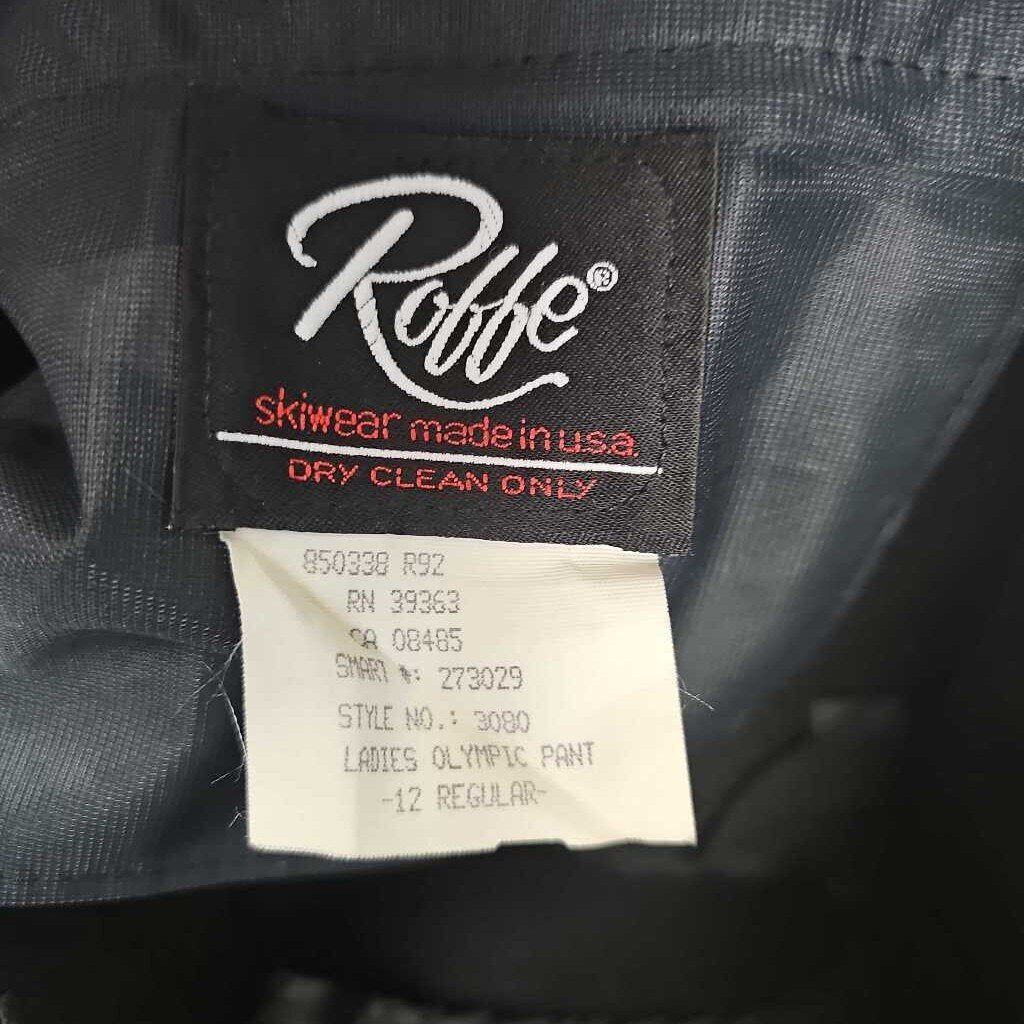 Roffe®
skiwear made in u.s.a.
DRY CLEAN ONLY
850338 R92
RN 39363
CA 08485
SMART #: 273029
STYLE NO.: 3080
LADIES OLYMPIC PANT
-12 REGULAR-